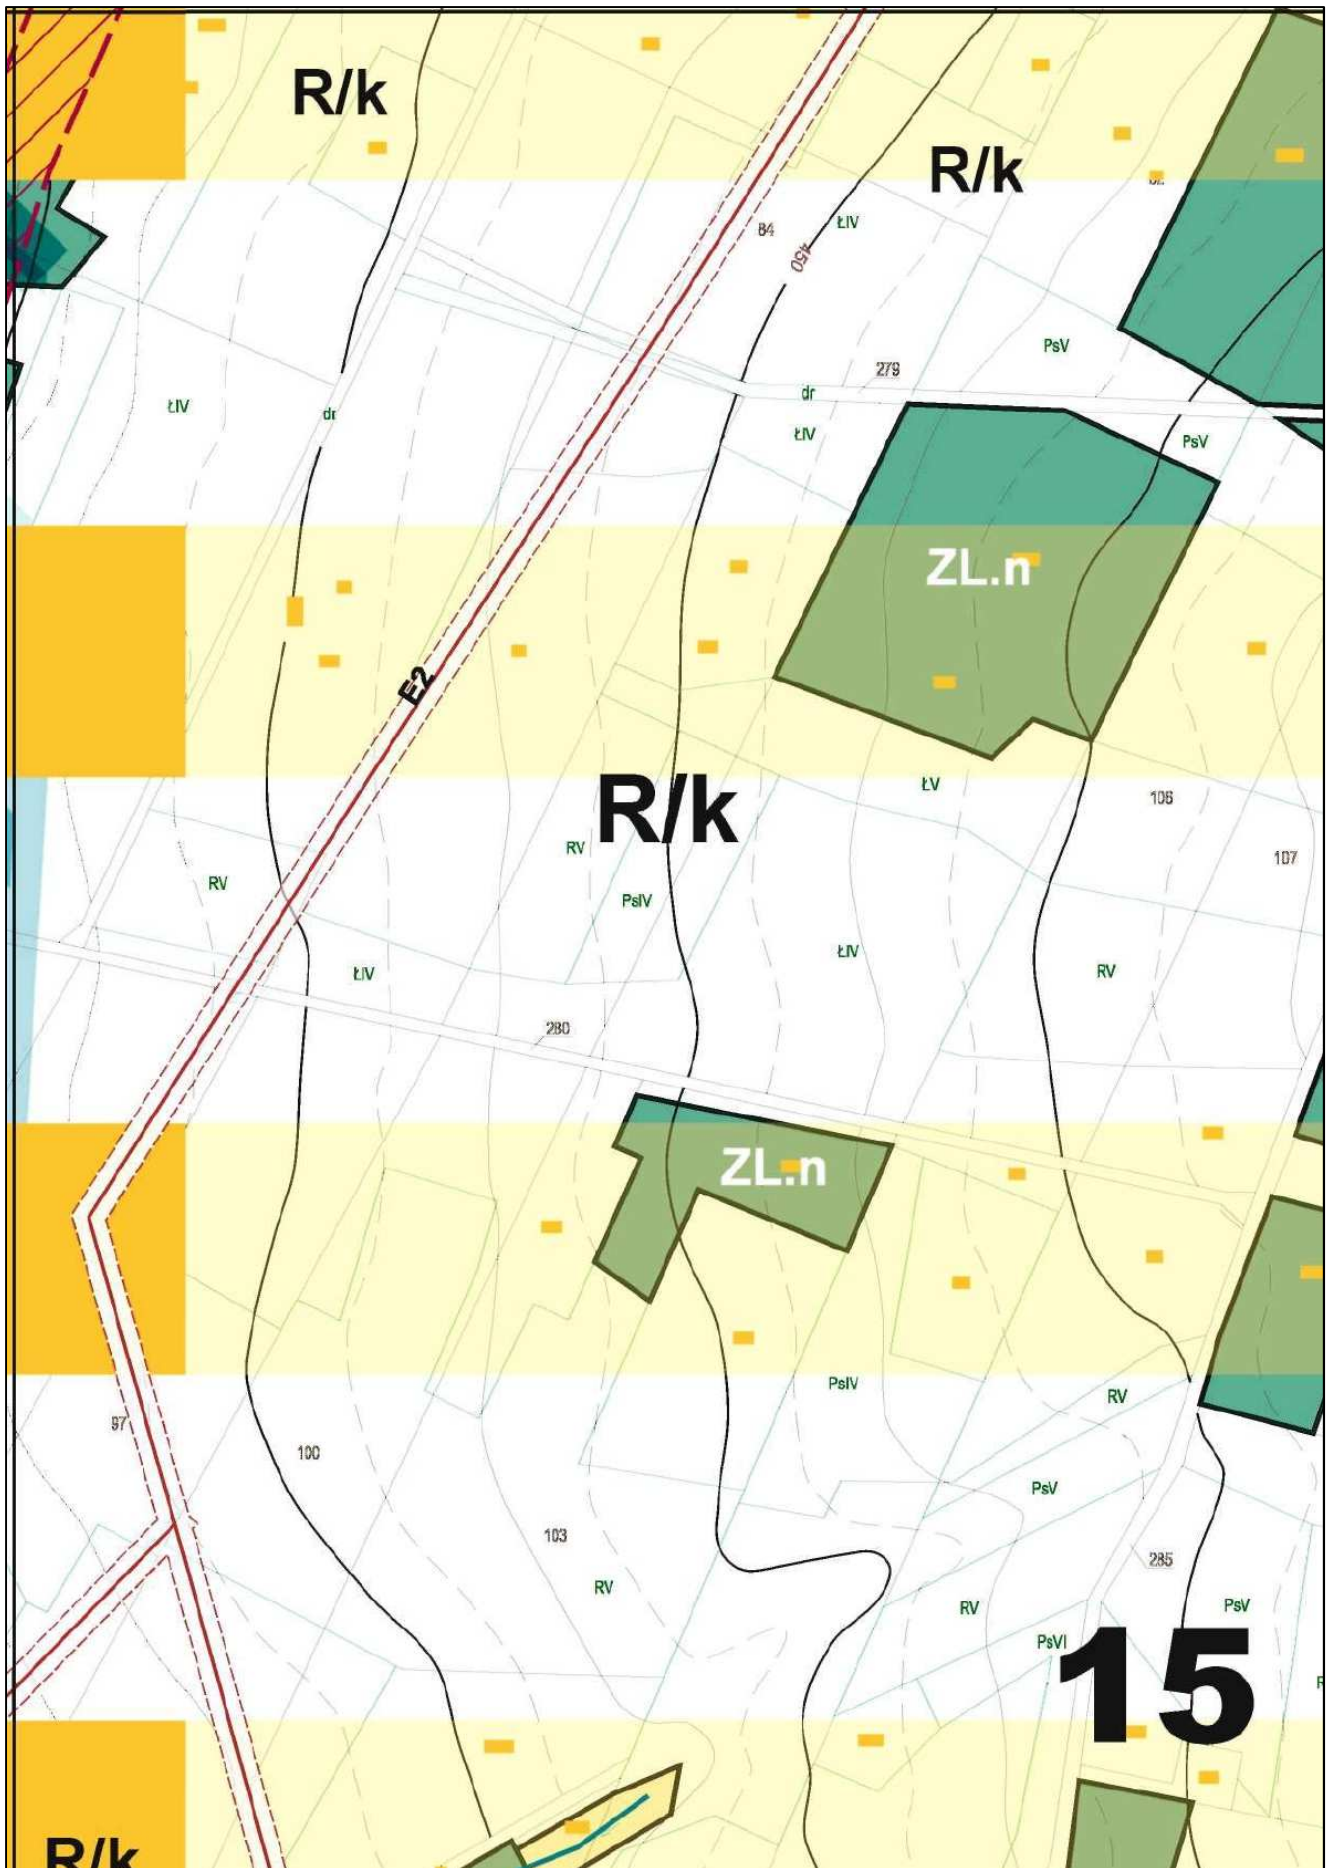 R/k
R/k
84
ŁIV
450
PsV
279
ŁIV
dr
dr
ŁIV
PsV
ZL.n
E2
R/k
ŁV
106
RV
107
RV
PsIV
ŁIV
ŁIV
RV
280
ZL.n
PsIV
RV
97
100
PsV
103
285
RV
RV
PsV
PsVI
15
R/k